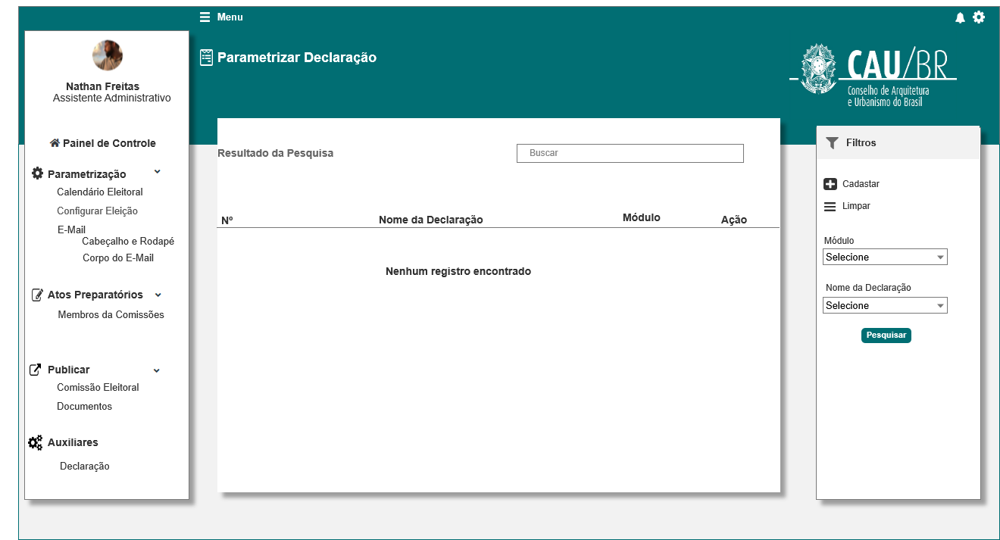 Menu
Parametrizar Declaração
CAU/BR
Conselho de Arquitetura
e Urbanismo do Brasil
Nathan Freitas
Assistente Administrativo
Painel de Controle
Parametrização
Calendário Eleitoral
Configurar Eleição
E-Mail
Cabeçalho e Rodapé
Corpo do E-Mail
Atos Preparatórios
Membros da Comissões
Publicar
Comissão Eleitoral
Documentos
Auxiliares
Declaração
Resultado da Pesquisa
Buscar
Nº Nome da Declaração Módulo Ação
Nenhum registro encontrado
Filtros
Cadastar
Limpar
Módulo
Selecione
Nome da Declaração
Selecione
Pesquisar